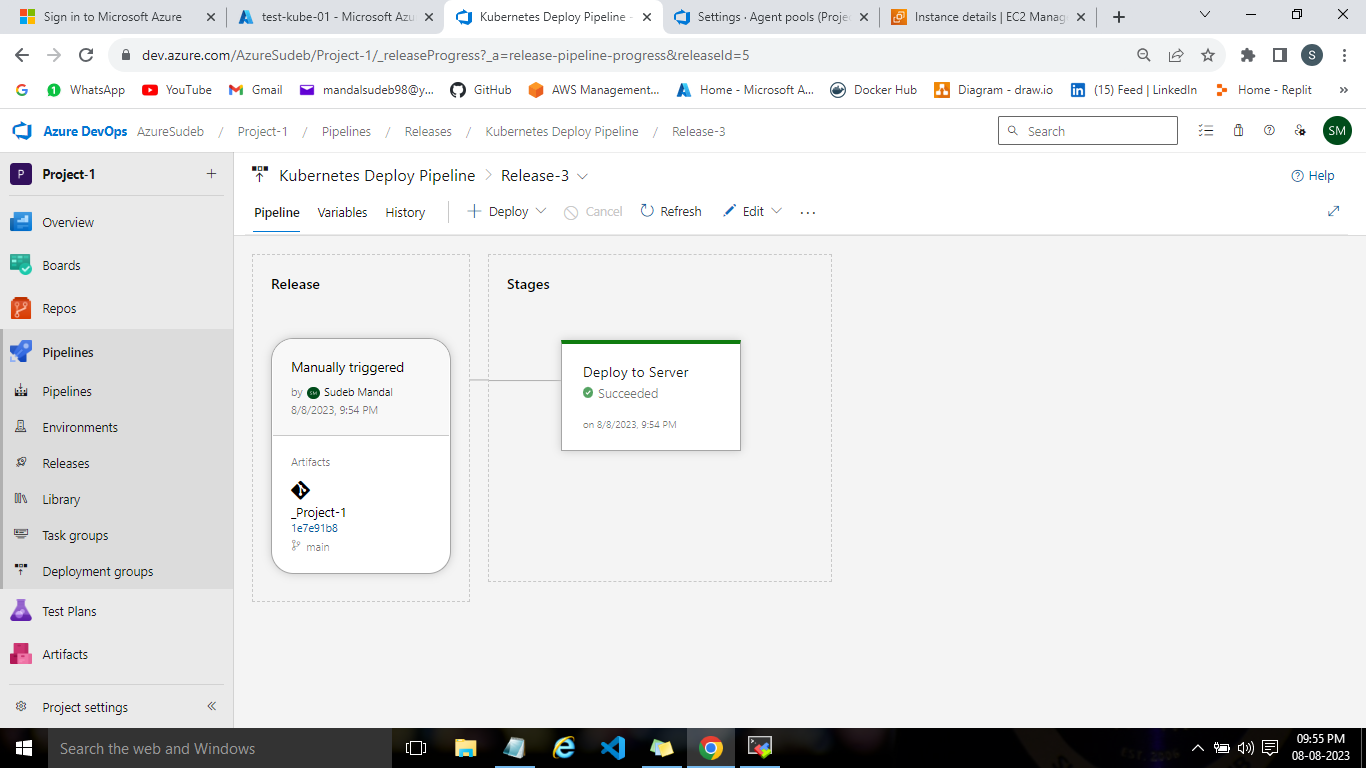 Sign in to Microsoft Azure
test-kube-01 - Microsoft Azu
Kubernetes Deploy Pipeline -
Settings · Agent pools (Proje
Instance details | EC2 Manag
dev.azure.com/AzureSudeb/Project-1/_releaseProgress?_a=release-pipeline-progress&releaseId=5
S
WhatsApp
YouTube
Gmail
mandalsudeb98@y...
GitHub
AWS Management...
Home - Microsoft A...
Docker Hub
Diagram - draw.io
(15) Feed | LinkedIn
Home - Replit
»
Azure DevOps AzureSudeb / Project-1 / Pipelines / Releases / Kubernetes Deploy Pipeline / Release-3
Search
SM
P Project-1 +
Kubernetes Deploy Pipeline > Release-3
Help
Pipeline Variables History
Deploy Cancel Refresh Edit ...
Overview
Boards
Repos
Pipelines
Pipelines
Environments
Releases
Library
Task groups
Deployment groups
Test Plans
Artifacts
Project settings «
Release
Manually triggered
by SM Sudeb Mandal
8/8/2023, 9:54 PM
Artifacts
_Project-1
1e7e91b8
main
Stages
Deploy to Server
Succeeded
on 8/8/2023, 9:54 PM
Search the web and Windows
09:55 PM
08-08-2023